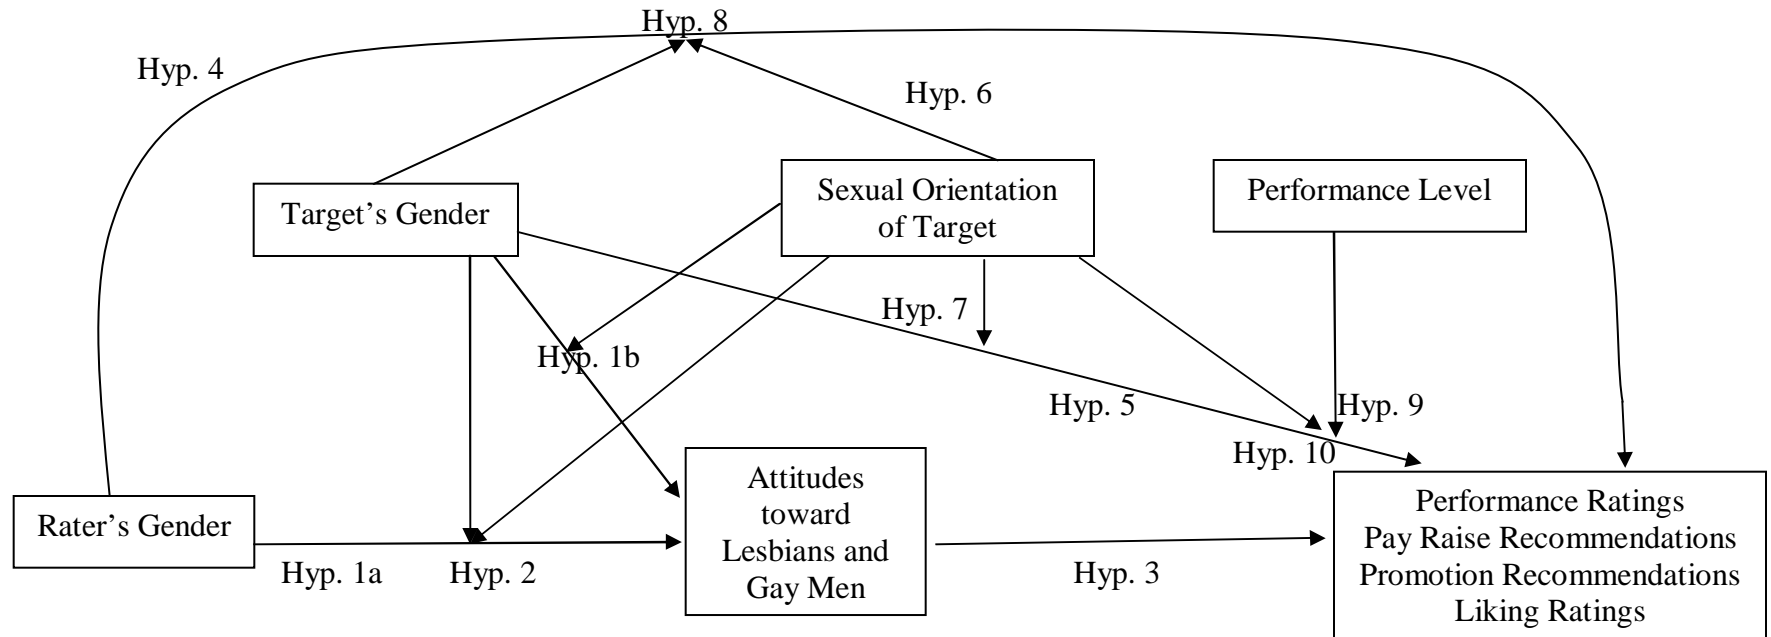 Hyp. 8
Hyp. 4
Hyp. 6
Target’s Gender
Sexual Orientation
of Target
Performance Level
Hyp. 7
Hyp. 1b
Hyp. 5
Hyp. 9
Hyp. 10
Rater’s Gender
Attitudes
toward
Lesbians and
Gay Men
Performance Ratings
Pay Raise Recommendations
Promotion Recommendations
Liking Ratings
Hyp. 1a
Hyp. 2
Hyp. 3